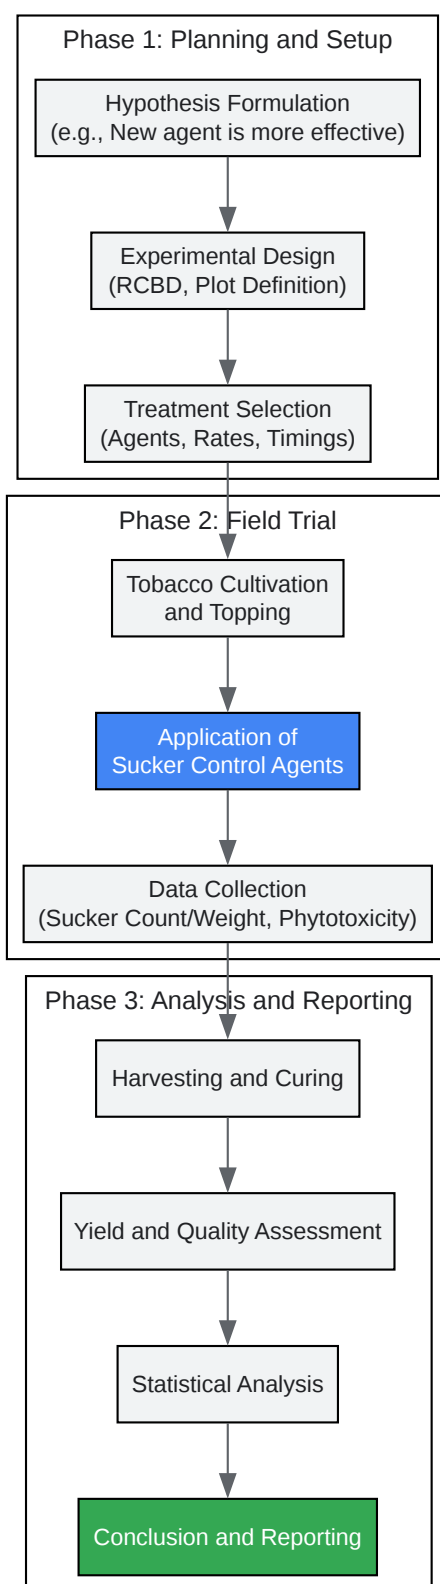 Phase 1: Planning and Setup
Hypothesis Formulation
(e.g., New agent is more effective)
Experimental Design
(RCBD, Plot Definition)
Treatment Selection
(Agents, Rates, Timings)
Phase 2: Field Trial
Tobacco Cultivation
and Topping
Application of
Sucker Control Agents
Data Collection
(Sucker Count/Weight, Phytotoxicity)
Phase 3: Analysis and Reporting
Harvesting and Curing
Yield and Quality Assessment
Statistical Analysis
Conclusion and Reporting